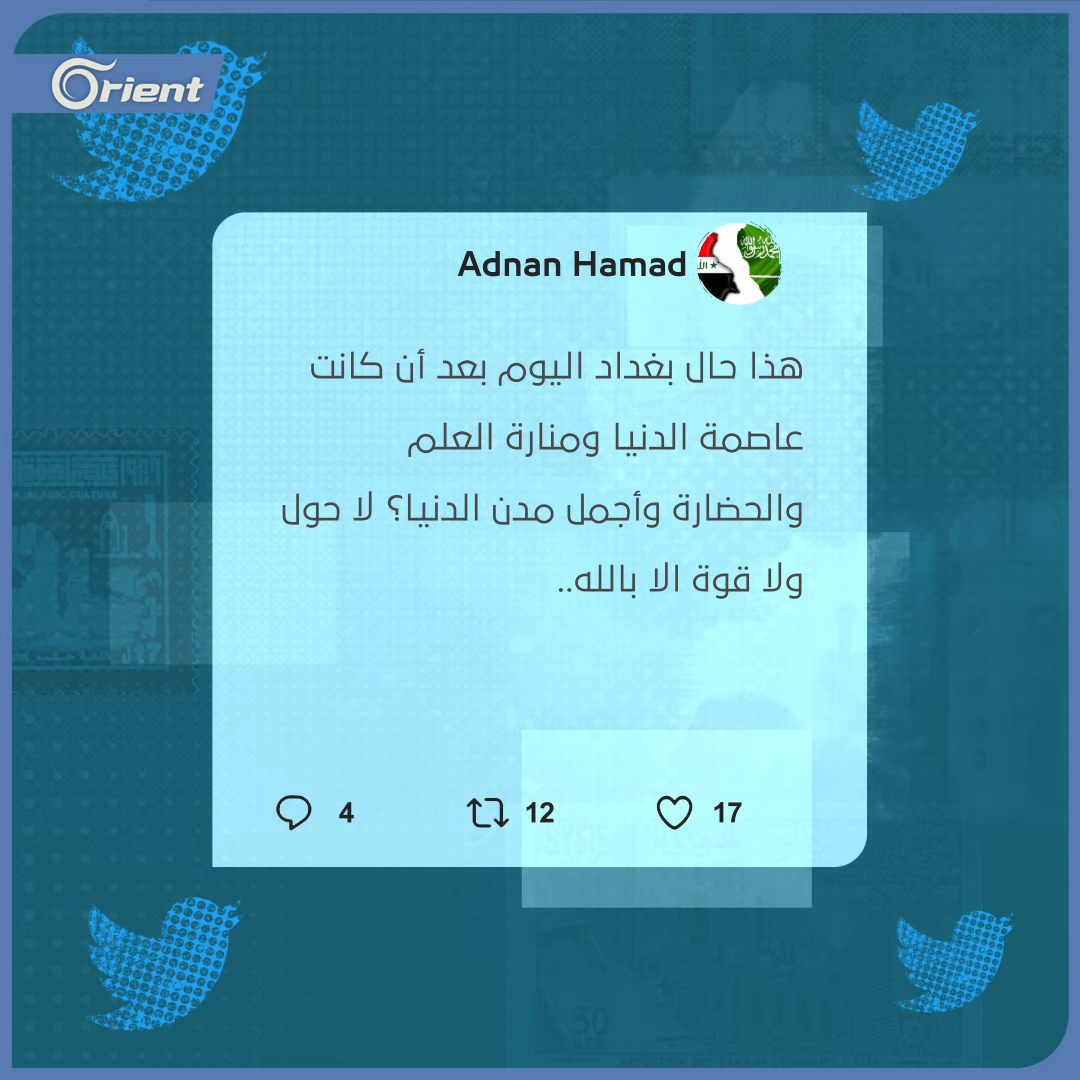 Orient
Adnan Hamad
هذا حال بغداد اليوم بعد أن كانت
عاصمة الدنيا ومنارة العلم
والحضارة وأجمل مدن الدنيا؟ لا حول
ولا قوة الا بالله..
4 12 17
30